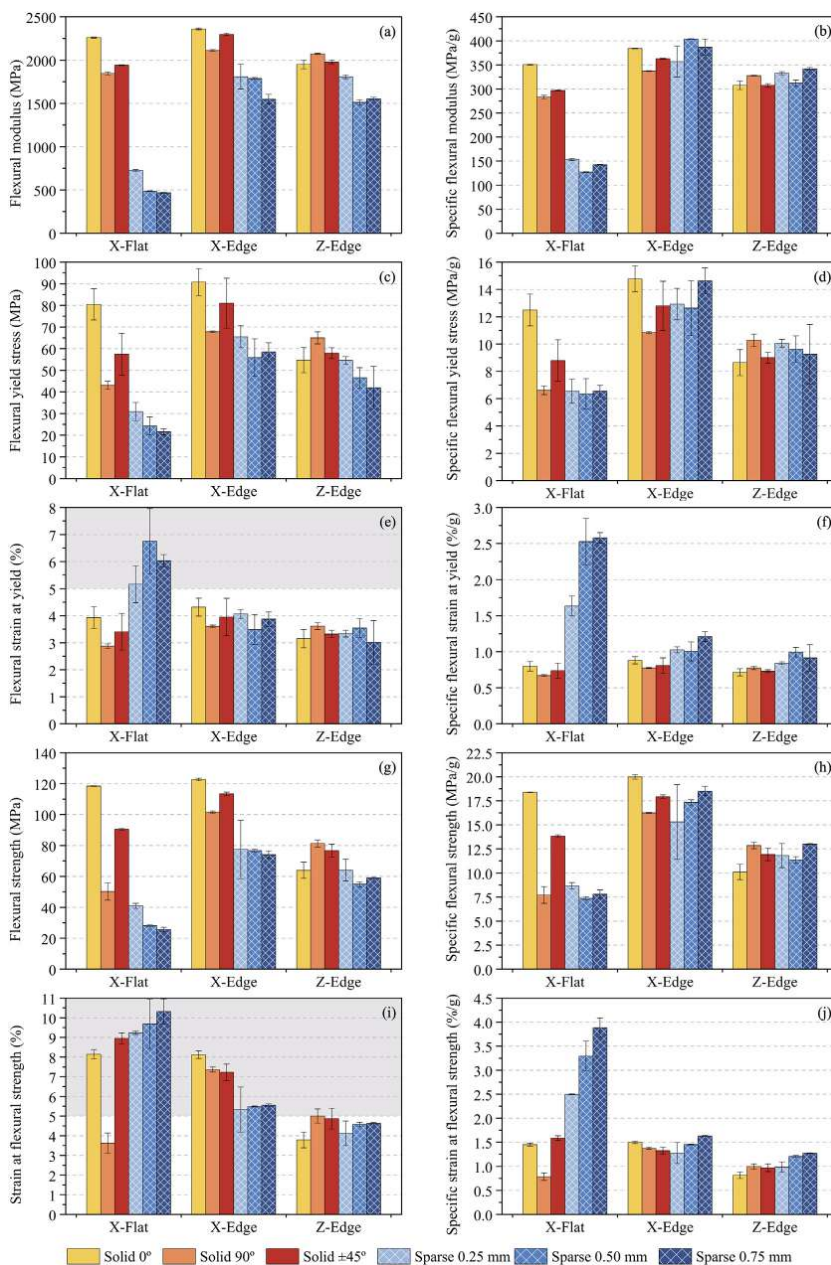 (a)
Flexural modulus (MPa)
2500
2000
1500
1000
500
0
X-Flat X-Edge Z-Edge
(b)
Specific flexural modulus (MPa/g)
450
400
350
300
250
200
150
100
50
0
X-Flat X-Edge Z-Edge
(c)
Flexural yield stress (MPa)
100
90
80
70
60
50
40
30
20
10
0
X-Flat X-Edge Z-Edge
(d)
Specific flexural yield stress (MPa/g)
16
14
12
10
8
6
4
2
0
X-Flat X-Edge Z-Edge
(e)
Flexural strain at yield (%)
8
7
6
5
4
3
2
1
0
X-Flat X-Edge Z-Edge
(f)
Specific flexural strain at yield (%/g)
3.0
2.5
2.0
1.5
1.0
0.5
0.0
X-Flat X-Edge Z-Edge
(g)
Flexural strength (MPa)
140
120
100
80
60
40
20
0
X-Flat X-Edge Z-Edge
(h)
Specific flexural strength (MPa/g)
22.5
20.0
17.5
15.0
12.5
10.0
7.5
5.0
2.5
0.0
X-Flat X-Edge Z-Edge
(i)
Strain at flexural strength (%)
11
10
9
8
7
6
5
4
3
2
1
0
X-Flat X-Edge Z-Edge
(j)
Specific strain at flexural strength (%/g)
4.5
4.0
3.5
3.0
2.5
2.0
1.5
1.0
0.5
0.0
X-Flat X-Edge Z-Edge
Solid 0º Solid 90º Solid ±45º Sparse 0.25 mm Sparse 0.50 mm Sparse 0.75 mm